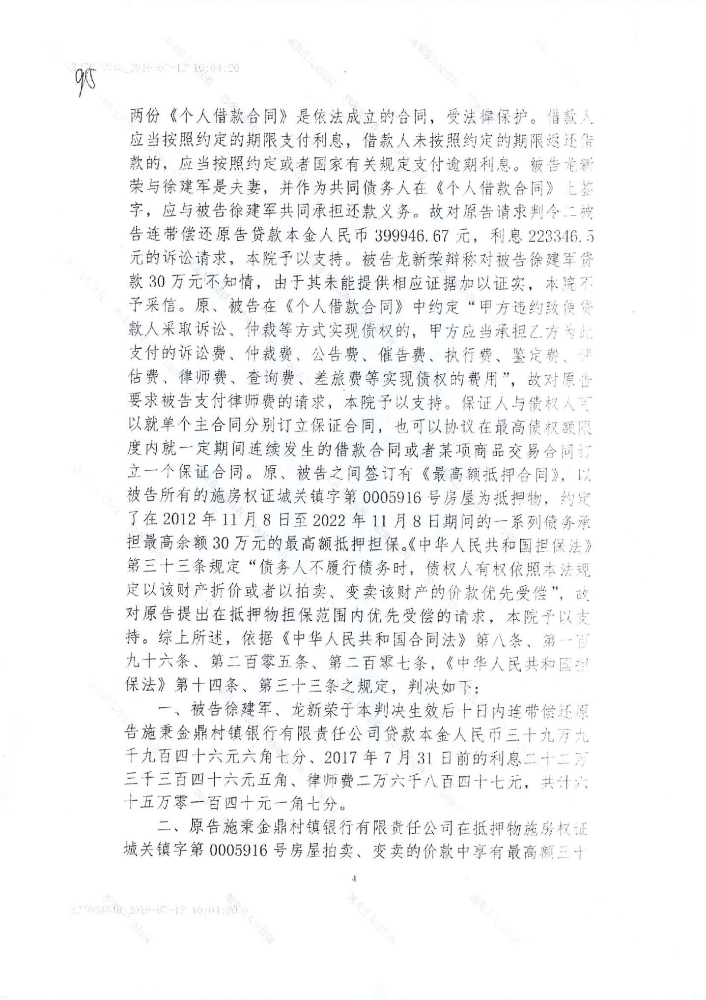 327633348_2019-07-12 10:04:20
95
两份《个人借款合同》是依法成立的合同，受法律保护。借款人
应当按照约定的期限支付利息，借款人未按照约定的期限返还借
款的，应当按照约定或者国家有关规定支付逾期利息。被告龙新
荣与徐建军是夫妻，并作为共同债务人在《个人借款合同》上签
字，应与被告徐建军共同承担还款义务。故对原告请求判令二被
告连带偿还原告贷款本金人民币 399946.67 元，利息 223346.5
元的诉讼请求，本院予以支持。被告龙新荣辩称对被告徐建军贷
款 30 万元不知情，由于其未能提供相应证据加以证实，本院不
予采信。原、被告在《个人借款合同》中约定“甲方违约致使贷
款人采取诉讼、仲裁等方式实现债权的，甲方应当承担乙方为此
支付的诉讼费、仲裁费、公告费、催告费、执行费、鉴定费、评
估费、律师费、查询费、差旅费等实现债权的费用”，故对原告
要求被告支付律师费的请求，本院予以支持。保证人与债权人可
以就单个主合同分别订立保证合同，也可以协议在最高债权额限
度内就一定期间连续发生的借款合同或者某项商品交易合同订
立一个保证合同。原、被告之间签订有《最高额抵押合同》，以
被告所有的施房权证城关镇字第 0005916 号房屋为抵押物，约定
了在 2012 年 11 月 8 日至 2022 年 11 月 8 日期间的一系列债务承
担最高余额 30 万元的最高额抵押担保。《中华人民共和国担保法》
第三十三条规定“债务人不履行债务时，债权人有权依照本法规
定以该财产折价或者以拍卖、变卖该财产的价款优先受偿”，故
对原告提出在抵押物担保范围内优先受偿的请求，本院予以支
持。综上所述，依据《中华人民共和国合同法》第八条、第一百
九十六条、第二百零五条、第二百零七条，《中华人民共和国担
保法》第十四条、第三十三条之规定，判决如下：
一、被告徐建军、龙新荣于本判决生效后十日内连带偿还原
告施秉金鼎村镇银行有限责任公司贷款本金人民币三十九万九
千九百四十六元六角七分、2017 年 7 月 31 日前的利息二十二万
三千三百四十六元五角、律师费二万六千八百四十七元，共计六
十五万零一百四十元一角七分。
二、原告施秉金鼎村镇银行有限责任公司在抵押物施房权证
城关镇字第 0005916 号房屋拍卖、变卖的价款中享有最高额三十
4
327633348_2019-07-12 10:04:20